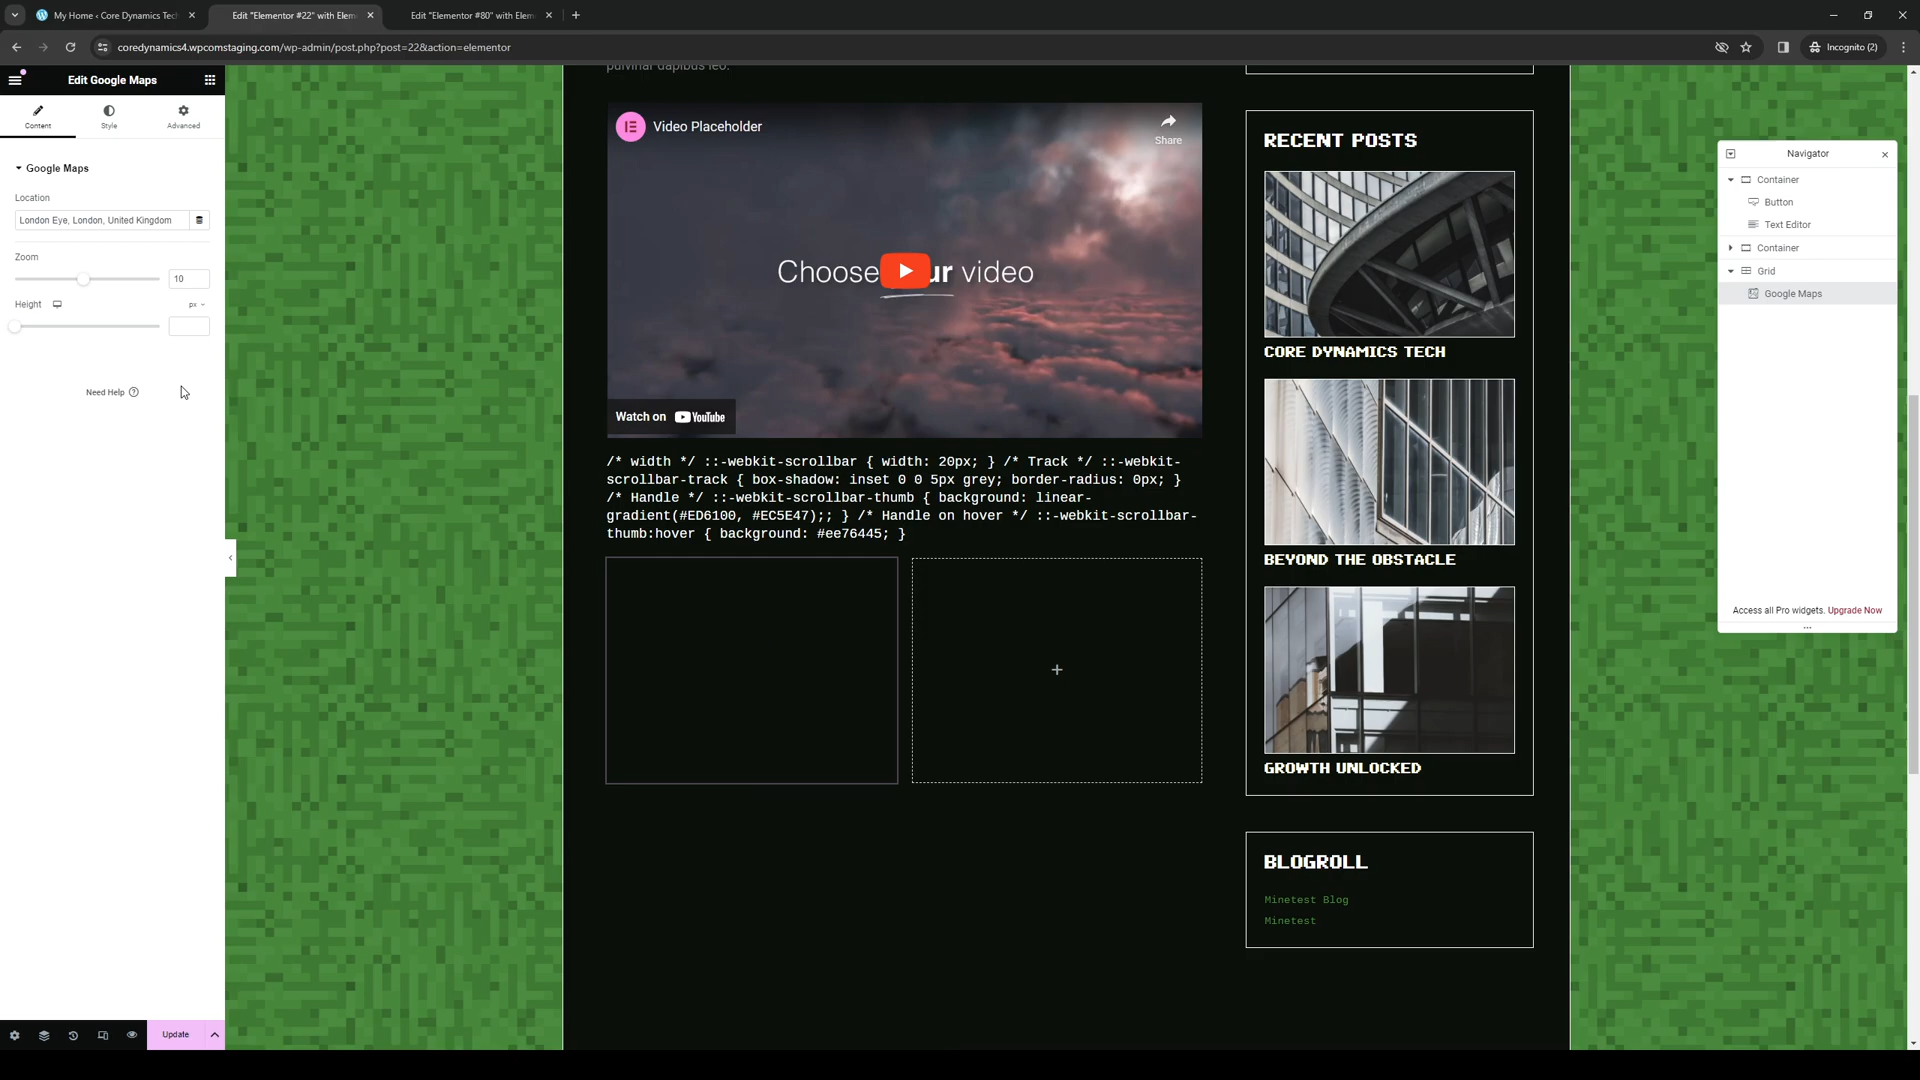 My Home ‹ Core Dynamics Tech
Edit "Elementor #22" with Elem
Edit "Elementor #80" with Elem
coredynamics4.wpcomstaging.com/wp-admin/post.php?post=22&action=elementor
Incognito (2)
Edit Google Maps
Content
Style
Advanced
Google Maps
Location
London Eye, London, United Kingdom
Zoom
10
Height
px
Need Help
Update
pulvinar dapibus leo.
Video Placeholder
Share
Choose your video
Watch on YouTube
/* width */ ::-webkit-scrollbar { width: 20px; } /* Track */ ::-webkit-
scrollbar-track { box-shadow: inset 0 0 5px grey; border-radius: 0px; }
/* Handle */ ::-webkit-scrollbar-thumb { background: linear-
gradient(#ED6100, #EC5E47);; } /* Handle on hover */ ::-webkit-scrollbar-
thumb:hover { background: #ee76445; }
RECENT POSTS
CORE DYNAMICS TECH
BEYOND THE OBSTACLE
GROWTH UNLOCKED
BLOGROLL
Minetest Blog
Minetest
Navigator
Container
Button
Text Editor
Container
Grid
Google Maps
Access all Pro widgets. Upgrade Now